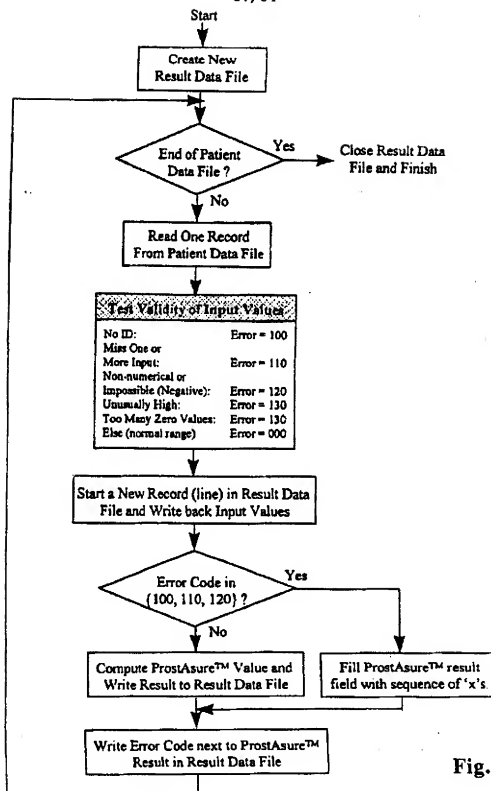 Start
Create New
Result Data File
End of Patient
Data File ?
Yes
Close Result Data
File and Finish
No
Read One Record
From Patient Data File
Test Validity of Input Values
No ID: Error = 100
Miss One or
More Input: Error = 110
Non-numerical or
Impossible (Negative): Error = 120
Unusually High: Error = 130
Too Many Zero Values: Error = 130
Else (normal range) Error = 000
Start a New Record (line) in Result Data
File and Write back Input Values
Error Code in
{100, 110, 120} ?
Yes
No
Compute ProstAsure™ Value and
Write Result to Result Data File
Fill ProstAsure™ result
field with sequence of 'x's.
Write Error Code next to ProstAsure™
Result in Result Data File
Fig.